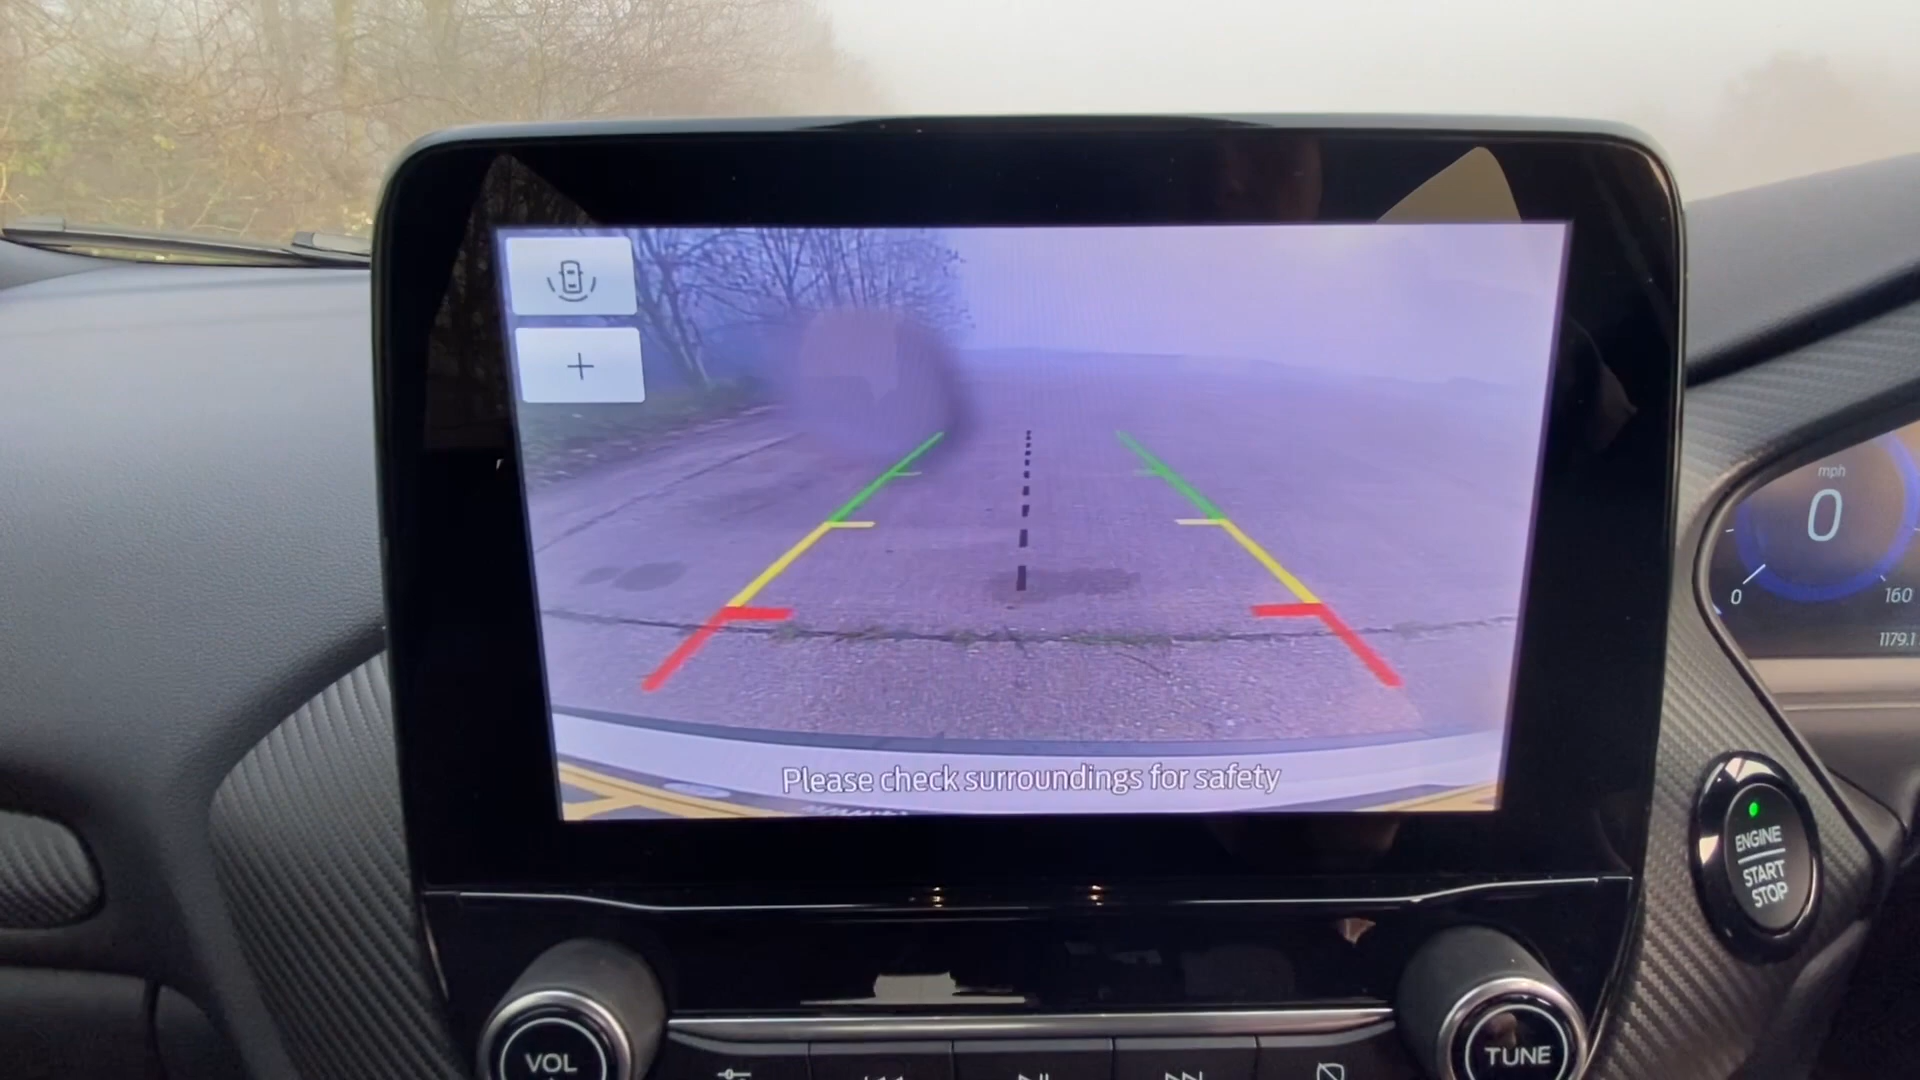 mph
0
0
160
1179.1
Please check surroundings for safety
ENGINE
START
STOP
VOL
TUNE